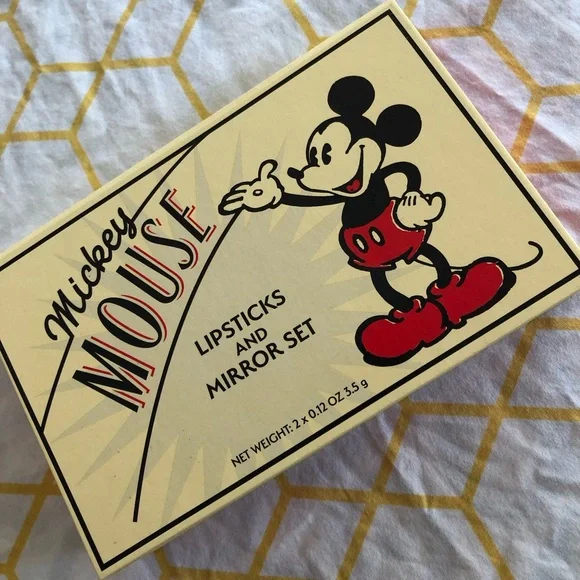 Mickey
MOUSE
LIPSTICKS
AND
MIRROR SET
NET WEIGHT: 2 x 0.12 OZ 3.5 g